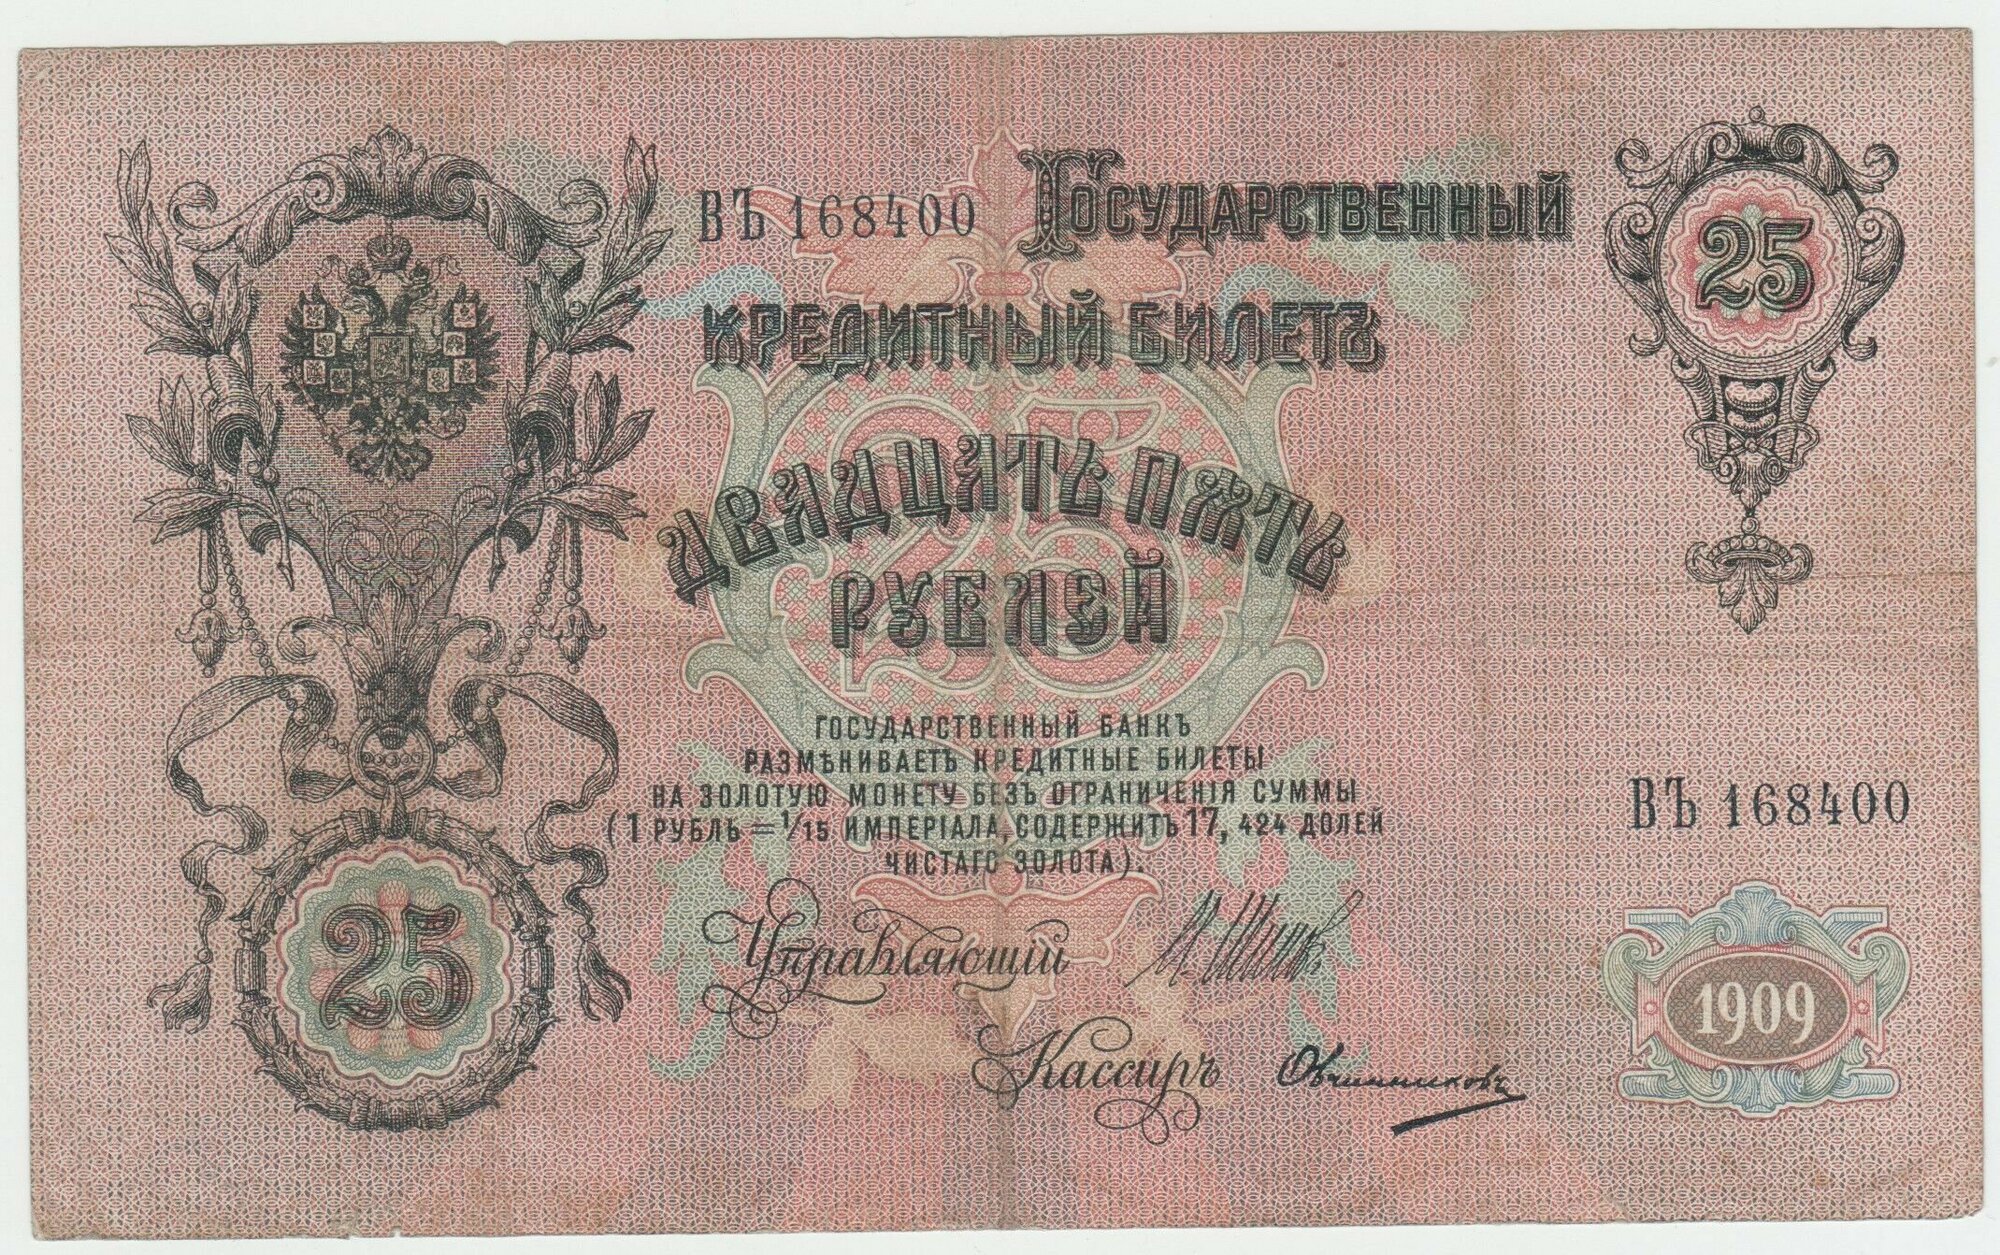 ВЪ 168400 Государственный
25
кредитный билетъ
25
двадцать пять
рублей
государственный банкъ
размѣниваетъ кредитные билеты
на золотую монету безъ ограниченія суммы
(1 рубль = 1/15 имперіала, содержитъ 17, 424 долей
чистаго золота).
ВЪ 168400
25
Управляющій
Кассиръ Овчинниковъ
1909